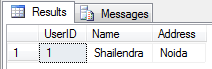 Results Messages
UserID Name Address
1 1 Shailendra Noida